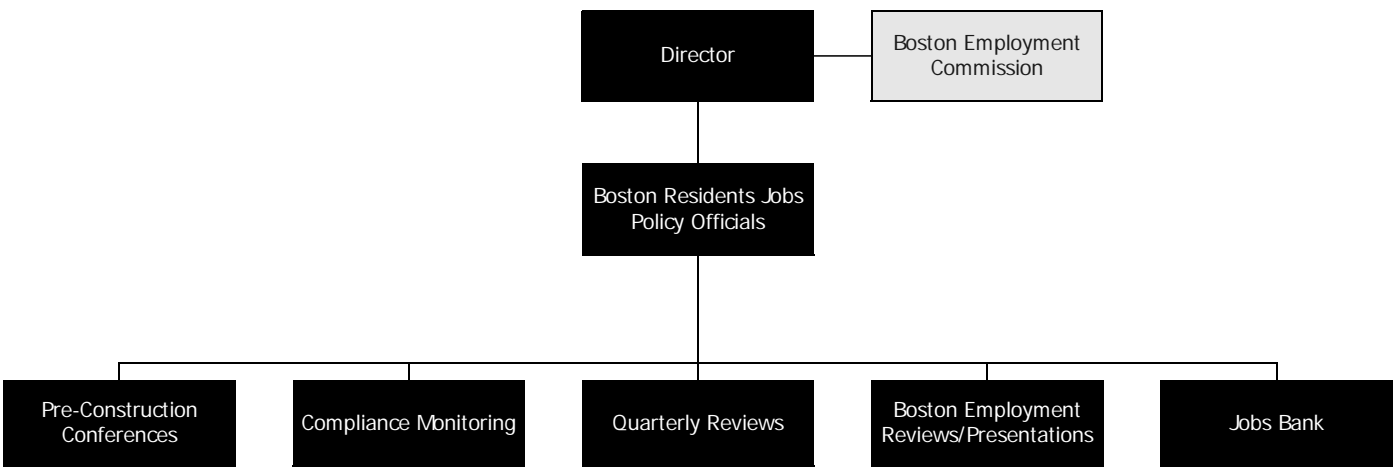 Director
Boston Employment
Commission
Boston Residents Jobs
Policy Officials
Pre-Construction
Conferences
Compliance Monitoring
Quarterly Reviews
Boston Employment
Reviews/Presentations
Jobs Bank